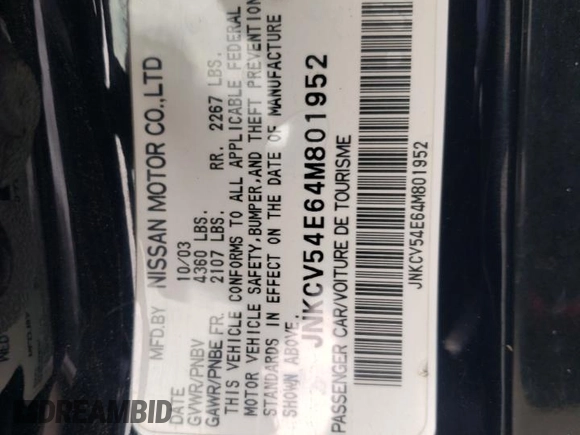 MFD.BY NISSAN MOTOR CO.,LTD
DATE 10/03
GVWR/PNBV 4360 LBS.
GAWR/PNBE FR. 2107 LBS. RR. 2267 LBS.
THIS VEHICLE CONFORMS TO ALL APPLICABLE FEDERAL
MOTOR VEHICLE SAFETY,BUMPER,AND THEFT PREVENTION
STANDARDS IN EFFECT ON THE DATE OF MANUFACTURE
SHOWN ABOVE.
JNKCV54E64M801952
PASSENGER CAR/VOITURE DE TOURISME
JNKCV54E64M801952
DREAMBID